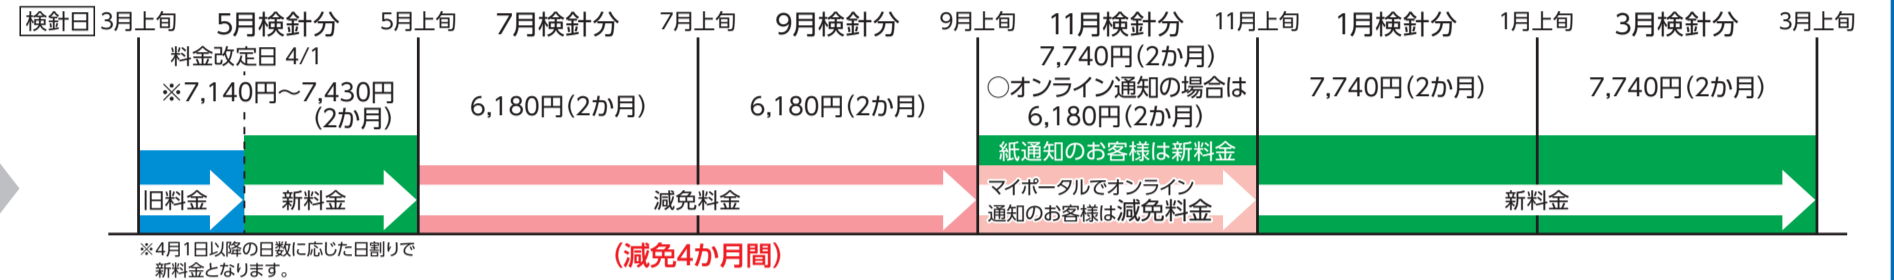 検針日 3月上旬 5月検針分 5月上旬 7月検針分 7月上旬 9月検針分 9月上旬 11月検針分 11月上旬 1月検針分 1月上旬 3月検針分 3月上旬
料金改定日 4/1
※7,140円～7,430円
(2か月)
6,180円(2か月)
6,180円(2か月)
7,740円(2か月)
○オンライン通知の場合は
6,180円(2か月)
7,740円(2か月)
7,740円(2か月)
紙通知のお客様は新料金
旧料金
新料金
減免料金
マイポータルでオンライン
通知のお客様は減免料金
新料金
※4月1日以降の日数に応じた日割りで
新料金となります。
(減免4か月間)